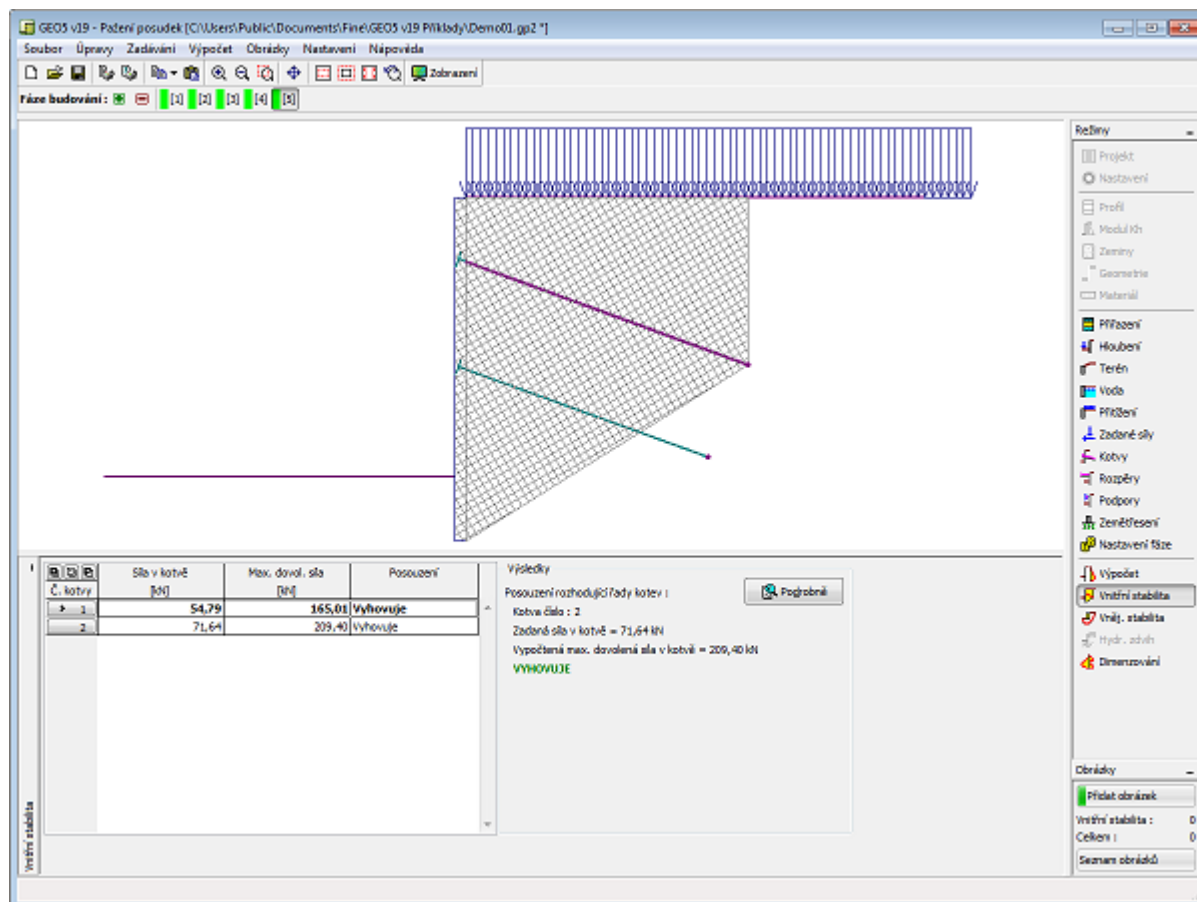 GEO5 v19 - Pažení posudek [C:\Users\Public\Documents\Fine\GEO5 v19 Příklady\Demo01.gp2 *]
Soubor Úpravy Zadávání Výpočet Obrázky Nastavení Nápověda
Zobrazení
Fáze budování : [1] [2] [3] [4] [5]
Režimy
Projekt
Nastavení
Profil
Modul Kh
Zeminy
Geometrie
Materiál
Přiřazení
Hloubení
Terén
Voda
Přitížení
Zadané síly
Kotvy
Rozpěry
Podpory
Zemětřesení
Nastavení fáze
Výpočet
Vnitřní stabilita
Vněj. stabilita
Hydr. zdvih
Dimenzování
Obrázky
Přidat obrázek
Vnitřní stabilita : 0
Celkem : 0
Seznam obrázků
Vnitřní stabilita
Č. kotvy Síla v kotvě [kN] Max. dovol. síla [kN] Posouzení
1 54,79 165,01 Vyhovuje
2 71,64 209,40 Vyhovuje
Výsledky
Posouzení rozhodující řady kotev :
Podrobně
Kotva číslo : 2
Zadaná síla v kotvě = 71,64 kN
Vypočtená max. dovolená síla v kotvě = 209,40 kN
VYHOVUJE